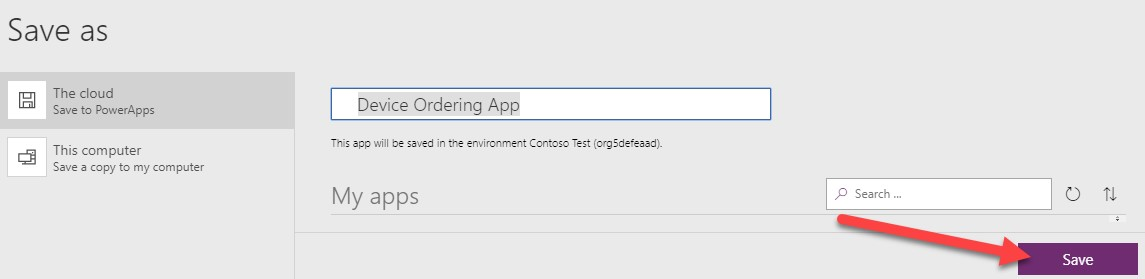 Save as
The cloud
Save to PowerApps
This computer
Save a copy to my computer
Device Ordering App
This app will be saved in the environment Contoso Test (org5defeaad).
My apps
Search ...
Save